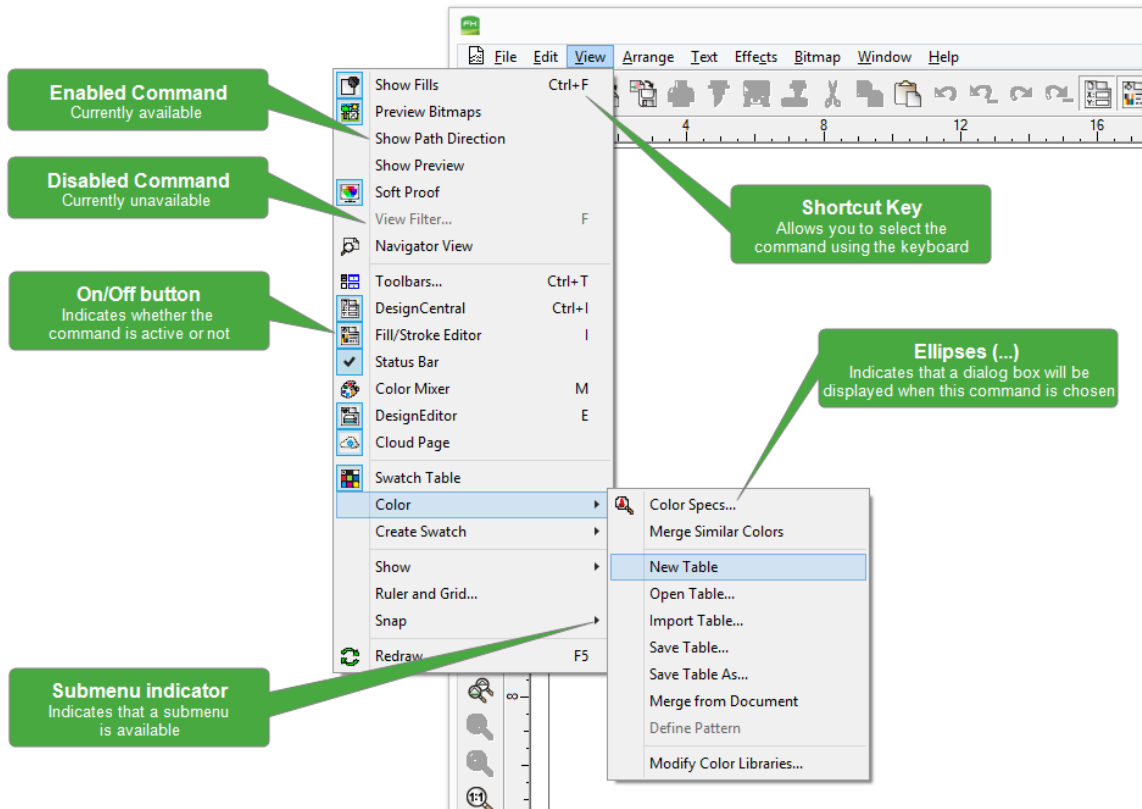 FH
File Edit View Arrange Text Effects Bitmap Window Help
4 8 12 16
Enabled Command
Currently available
Disabled Command
Currently unavailable
On/Off button
Indicates whether the
command is active or not
Submenu indicator
Indicates that a submenu
is available
Show Fills Ctrl+F
Preview Bitmaps
Show Path Direction
Show Preview
Soft Proof
View Filter... F
Navigator View
Toolbars... Ctrl+T
DesignCentral Ctrl+I
Fill/Stroke Editor I
Status Bar
Color Mixer M
DesignEditor E
Cloud Page
Swatch Table
Color
Create Swatch
Show
Ruler and Grid...
Snap
Redraw F5
Shortcut Key
Allows you to select the
command using the keyboard
Ellipses (...)
Indicates that a dialog box will be
displayed when this command is chosen
Color Specs...
Merge Similar Colors
New Table
Open Table...
Import Table...
Save Table...
Save Table As...
Merge from Document
Define Pattern
Modify Color Libraries...
8
1:1